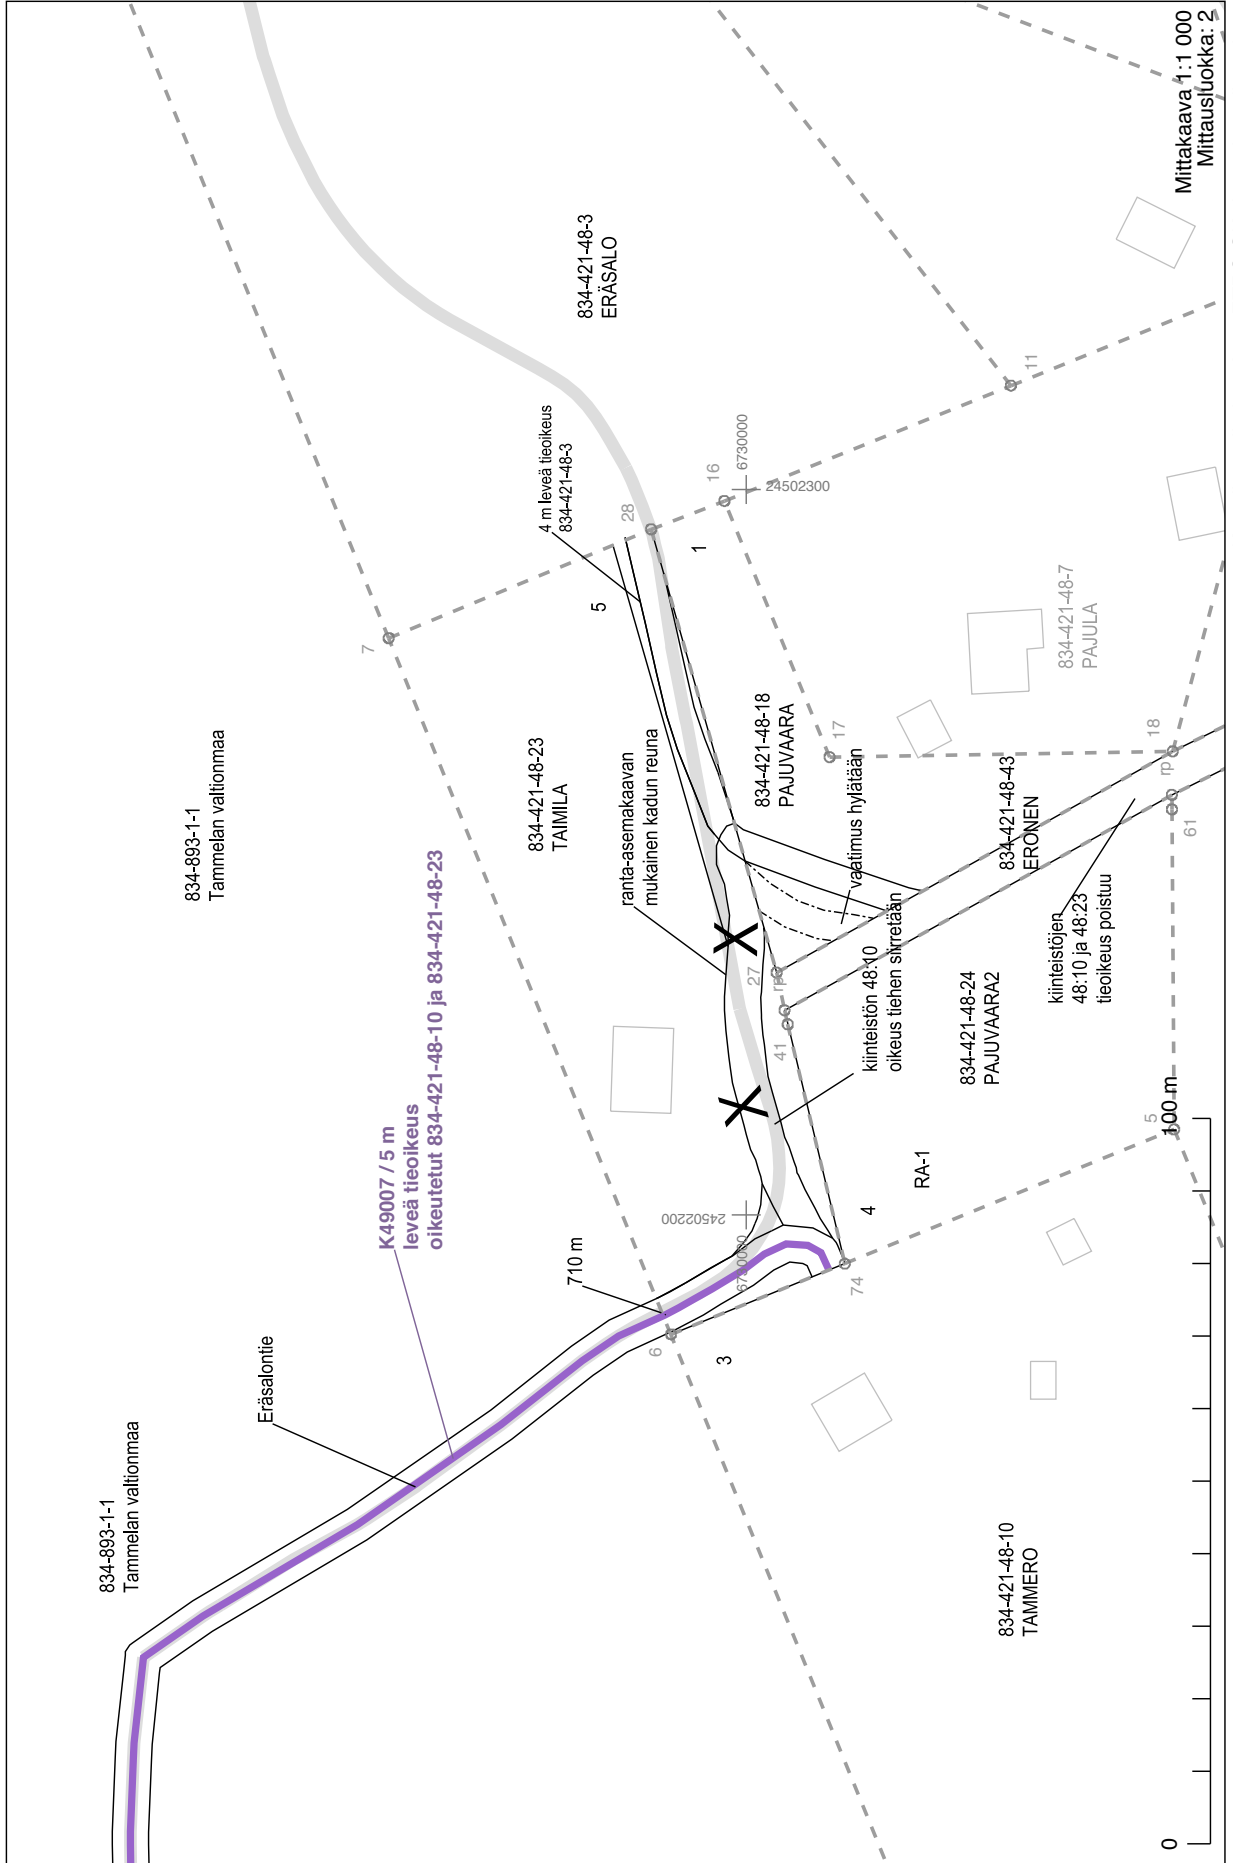 834-893-1-1
Tammelan valtionmaa
Eräsalontie
K49007 / 5 m
leveä tieoikeus
oikeutetut 834-421-48-10 ja 834-421-48-23
834-893-1-1
Tammelan valtionmaa
7
834-421-48-23
TAIMILA
ranta-asemakaavan
mukainen kadun reuna
5
4 m leveä tieoikeus
834-421-48-3
834-421-48-3
ERÄSALO
28
1
16
6730000
24502300
11
710 m
6
3
24502200
6730000
74
4
RA-1
X
X
27
rp
41
834-421-48-18
PAJUVAARA
17
vaatimus hylätään
kiinteistön 48:10
oikeus tiehen siirretään
834-421-48-24
PAJUVAARA2
834-421-48-43
ERONEN
834-421-48-7
PAJULA
kiinteistöjen
48:10 ja 48:23
tieoikeus poistuu
18
rp
61
5
834-421-48-10
TAMMERO
0
100 m
Mittakaava 1:1 000
Mittausluokka: 2